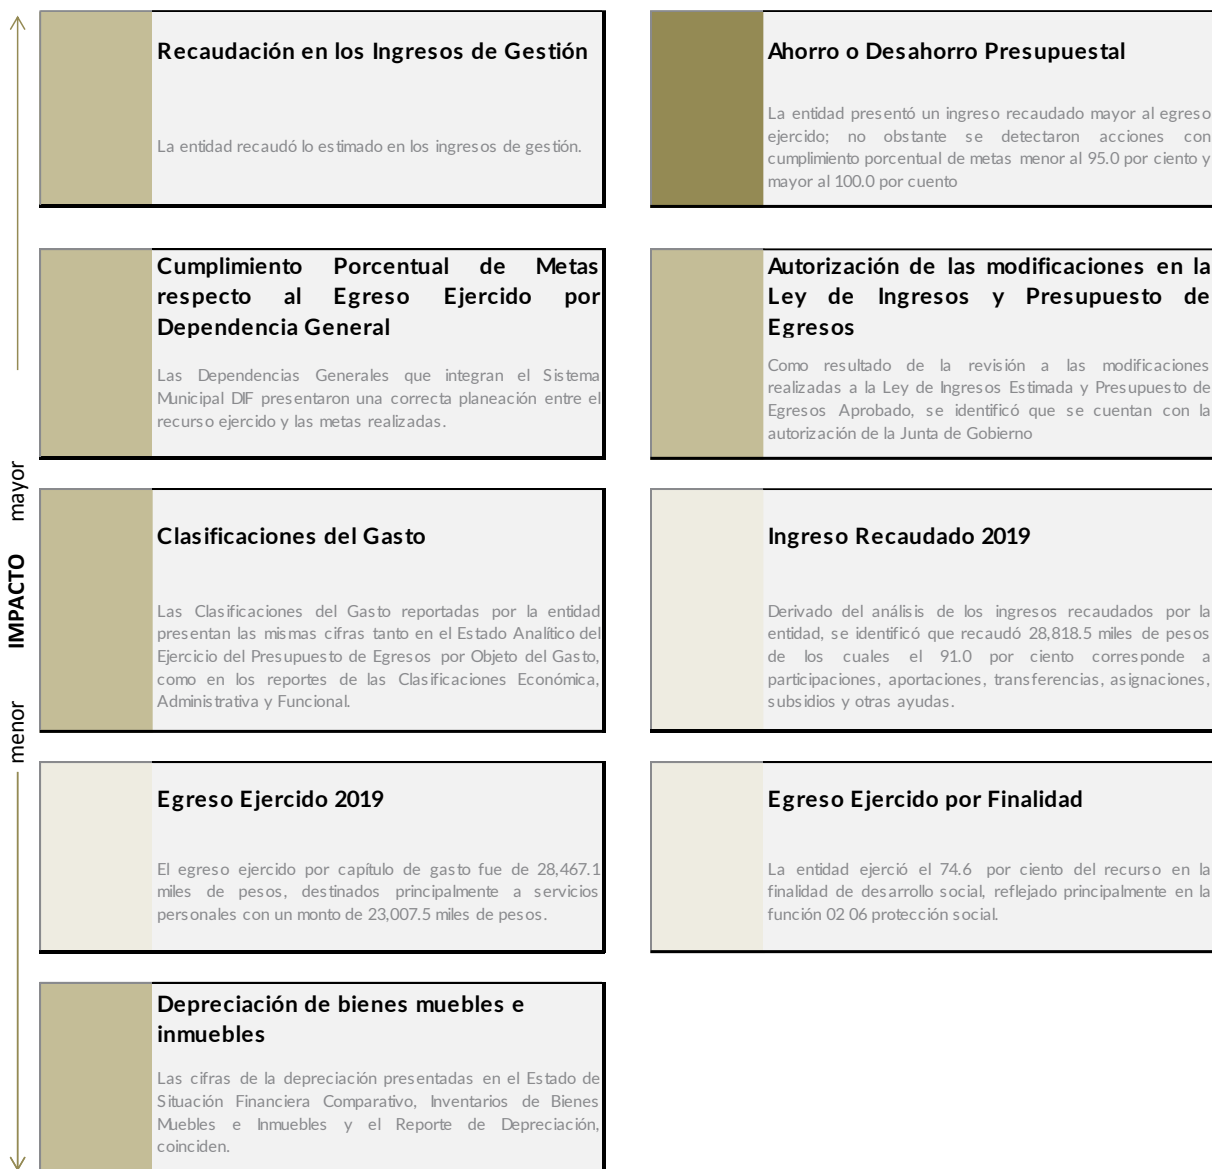 Recaudación en los Ingresos de Gestión
La entidad recaudó lo estimado en los ingresos de gestión.
Ahorro o Desahorro Presupuestal
La entidad presentó un ingreso recaudado mayor al egreso
ejercido; no obstante se detectaron acciones con
cumplimiento porcentual de metas menor al 95.0 por ciento y
mayor al 100.0 por cuento
Cumplimiento Porcentual de Metas
respecto al Egreso Ejercido por
Dependencia General
Las Dependencias Generales que integran el Sistema
Municipal DIF presentaron una correcta planeación entre el
recurso ejercido y las metas realizadas.
Autorización de las modificaciones en la
Ley de Ingresos y Presupuesto de
Egresos
Como resultado de la revisión a las modificaciones
realizadas a la Ley de Ingresos Estimada y Presupuesto de
Egresos Aprobado, se identificó que se cuentan con la
autorización de la Junta de Gobierno
menor IMPACTO mayor
Clasificaciones del Gasto
Las Clasificaciones del Gasto reportadas por la entidad
presentan las mismas cifras tanto en el Estado Analítico del
Ejercicio del Presupuesto de Egresos por Objeto del Gasto,
como en los reportes de las Clasificaciones Económica,
Administrativa y Funcional.
Ingreso Recaudado 2019
Derivado del análisis de los ingresos recaudados por la
entidad, se identificó que recaudó 28,818.5 miles de pesos
de los cuales el 91.0 por ciento corresponde a
participaciones, aportaciones, transferencias, asignaciones,
subsidios y otras ayudas.
Egreso Ejercido 2019
El egreso ejercido por capítulo de gasto fue de 28,467.1
miles de pesos, destinados principalmente a servicios
personales con un monto de 23,007.5 miles de pesos.
Egreso Ejercido por Finalidad
La entidad ejerció el 74.6 por ciento del recurso en la
finalidad de desarrollo social, reflejado principalmente en la
función 02 06 protección social.
Depreciación de bienes muebles e
inmuebles
Las cifras de la depreciación presentadas en el Estado de
Situación Financiera Comparativo, Inventarios de Bienes
Muebles e Inmuebles y el Reporte de Depreciación,
coinciden.